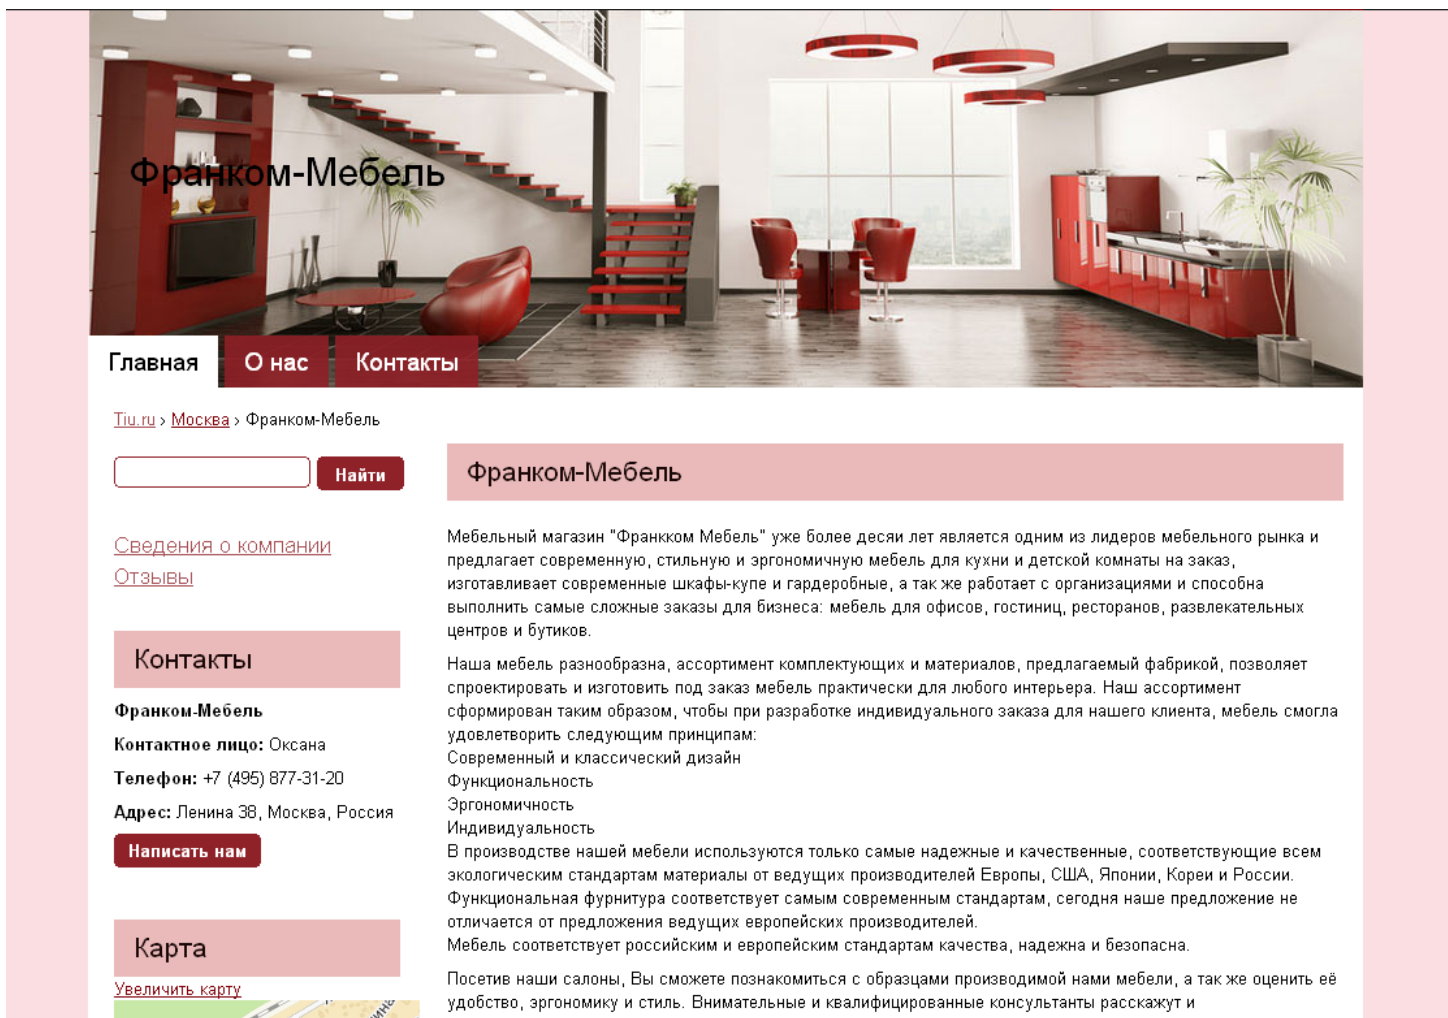 Франком-Мебель
Главная
О нас
Контакты
Tiu.ru › Москва › Франком-Мебель
Найти
Сведения о компании
Отзывы
Контакты
Франком-Мебель
Контактное лицо: Оксана
Телефон: +7 (495) 877-31-20
Адрес: Ленина 38, Москва, Россия
Написать нам
Карта
Увеличить карту
Франком-Мебель
Мебельный магазин "Франкком Мебель" уже более десяи лет является одним из лидеров мебельного рынка и
предлагает современную, стильную и эргономичную мебель для кухни и детской комнаты на заказ,
изготавливает современные шкафы-купе и гардеробные, а так же работает с организациями и способна
выполнить самые сложные заказы для бизнеса: мебель для офисов, гостиниц, ресторанов, развлекательных
центров и бутиков.
Наша мебель разнообразна, ассортимент комплектующих и материалов, предлагаемый фабрикой, позволяет
спроектировать и изготовить под заказ мебель практически для любого интерьера. Наш ассортимент
сформирован таким образом, чтобы при разработке индивидуального заказа для нашего клиента, мебель смогла
удовлетворить следующим принципам:
Современный и классический дизайн
Функциональность
Эргономичность
Индивидуальность
В производстве нашей мебели используются только самые надежные и качественные, соответствующие всем
экологическим стандартам материалы от ведущих производителей Европы, США, Японии, Кореи и России.
Функциональная фурнитура соответствует самым современным стандартам, сегодня наше предложение не
отличается от предложения ведущих европейских производителей.
Мебель соответствует российским и европейским стандартам качества, надежна и безопасна.
Посетив наши салоны, Вы сможете познакомиться с образцами производимой нами мебели, а так же оценить её
удобство, эргономику и стиль. Внимательные и квалифицированные консультанты расскажут и